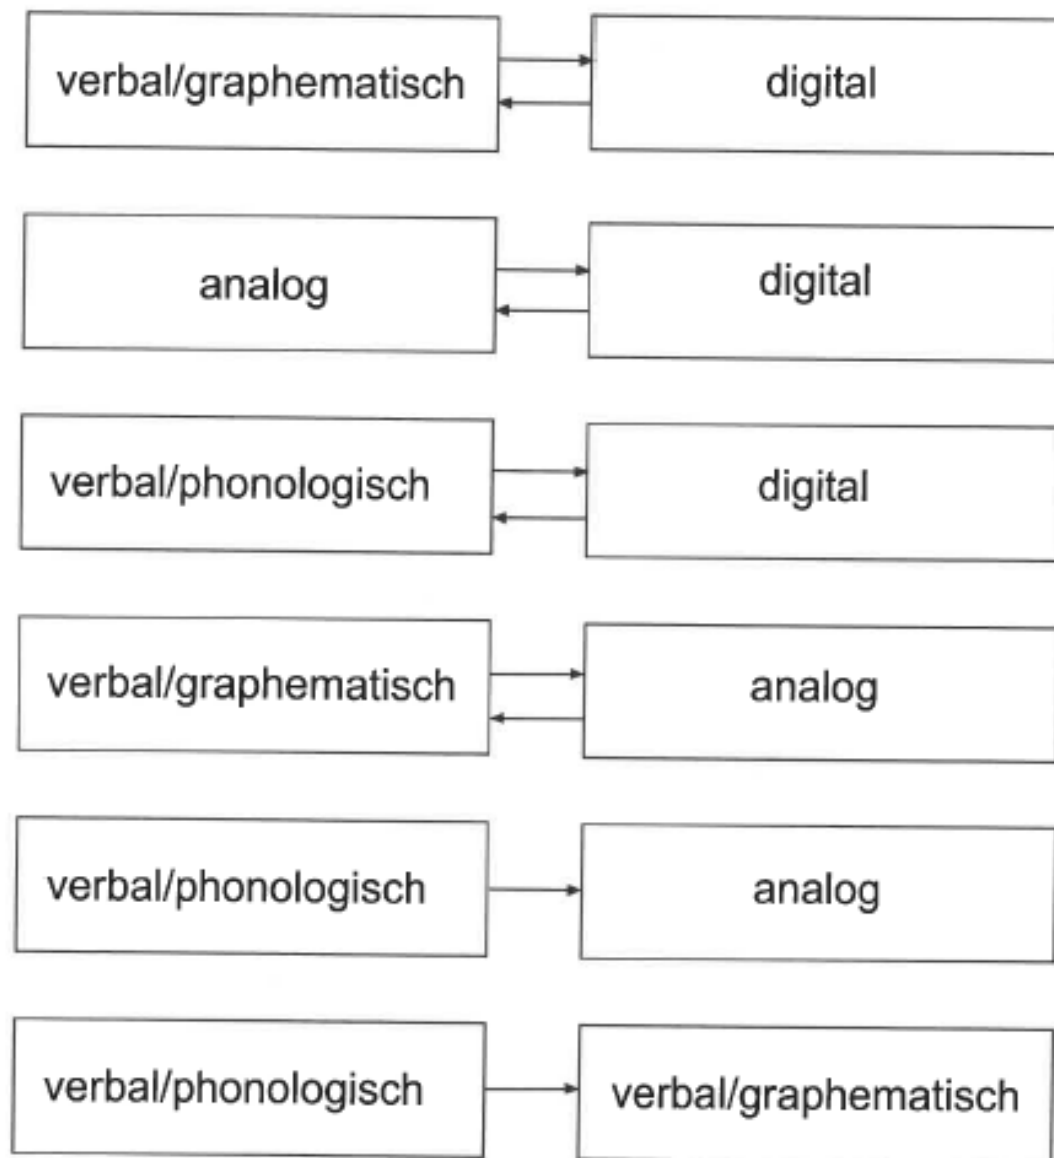 verbal/graphematisch digital
analog digital
verbal/phonologisch digital
verbal/graphematisch analog
verbal/phonologisch analog
verbal/phonologisch verbal/graphematisch